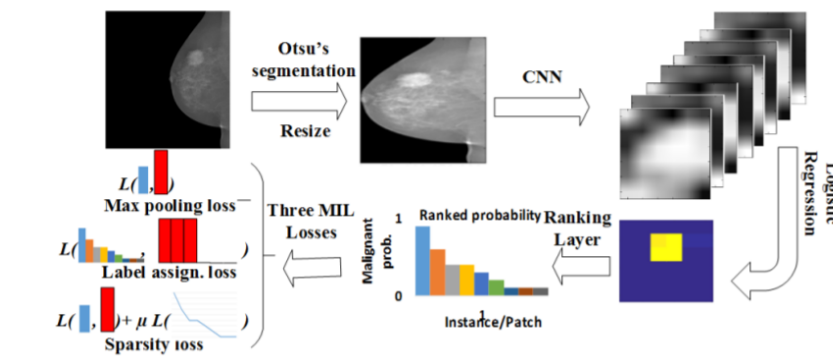 Otsu's
segmentation
Resize
CNN
Logistic
Regression
L( , )
Max pooling loss
Three MIL
Losses
L( , )
Label assign. loss
L( , )+ μ L( )
Sparsity loss
Malignant
prob.
1
0
Ranked probability
1
Instance/Patch
Ranking
Layer